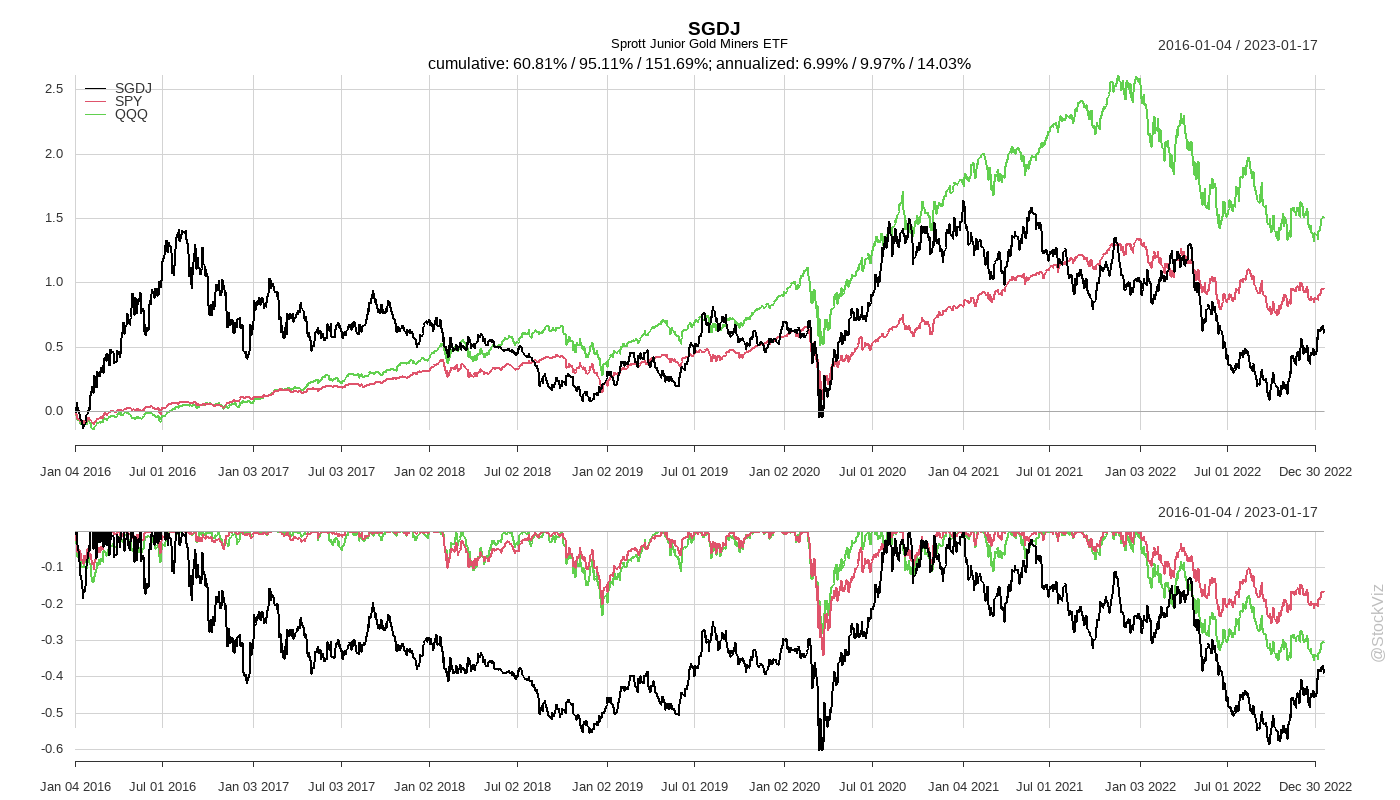 SGDJ
Sprott Junior Gold Miners ETF
2016-01-04 / 2023-01-17
cumulative: 60.81% / 95.11% / 151.69%; annualized: 6.99% / 9.97% / 14.03%
SGDJ
SPY
QQQ
2.5
2.0
1.5
1.0
0.5
0.0
Jan 04 2016 Jul 01 2016 Jan 03 2017 Jul 03 2017 Jan 02 2018 Jul 02 2018 Jan 02 2019 Jul 01 2019 Jan 02 2020 Jul 01 2020 Jan 04 2021 Jul 01 2021 Jan 03 2022 Jul 01 2022 Dec 30 2022
2016-01-04 / 2023-01-17
-0.1
-0.2
-0.3
-0.4
-0.5
-0.6
Jan 04 2016 Jul 01 2016 Jan 03 2017 Jul 03 2017 Jan 02 2018 Jul 02 2018 Jan 02 2019 Jul 01 2019 Jan 02 2020 Jul 01 2020 Jan 04 2021 Jul 01 2021 Jan 03 2022 Jul 01 2022 Dec 30 2022
@StockViz